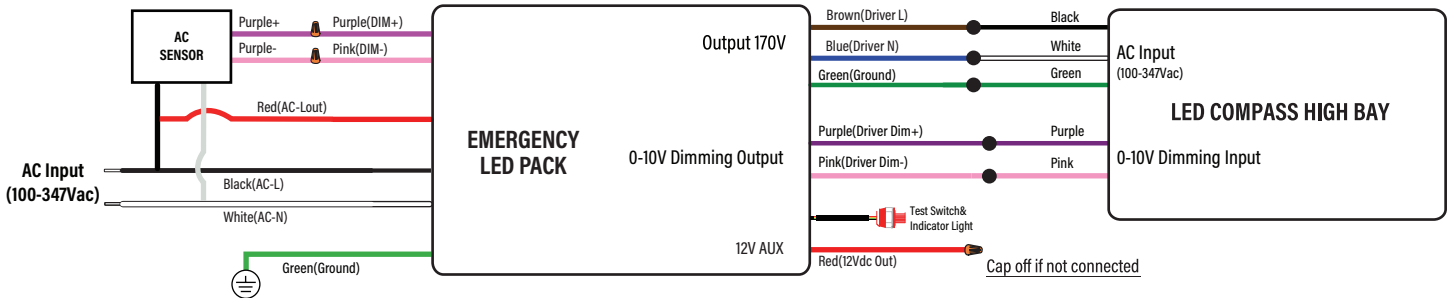 AC
SENSOR
Purple+
Purple(DIM+)
Purple-
Pink(DIM-)
Red(AC-Lout)
AC Input
(100-347Vac)
Black(AC-L)
White(AC-N)
Green(Ground)
EMERGENCY
LED PACK
Output 170V
0-10V Dimming Output
12V AUX
Brown(Driver L)
Black
Blue(Driver N)
White
Green(Ground)
Green
Purple(Driver Dim+)
Purple
Pink(Driver Dim-)
Pink
Test Switch&
Indicator Light
Red(12Vdc Out)
Cap off if not connected
AC Input
(100-347Vac)
LED COMPASS HIGH BAY
0-10V Dimming Input